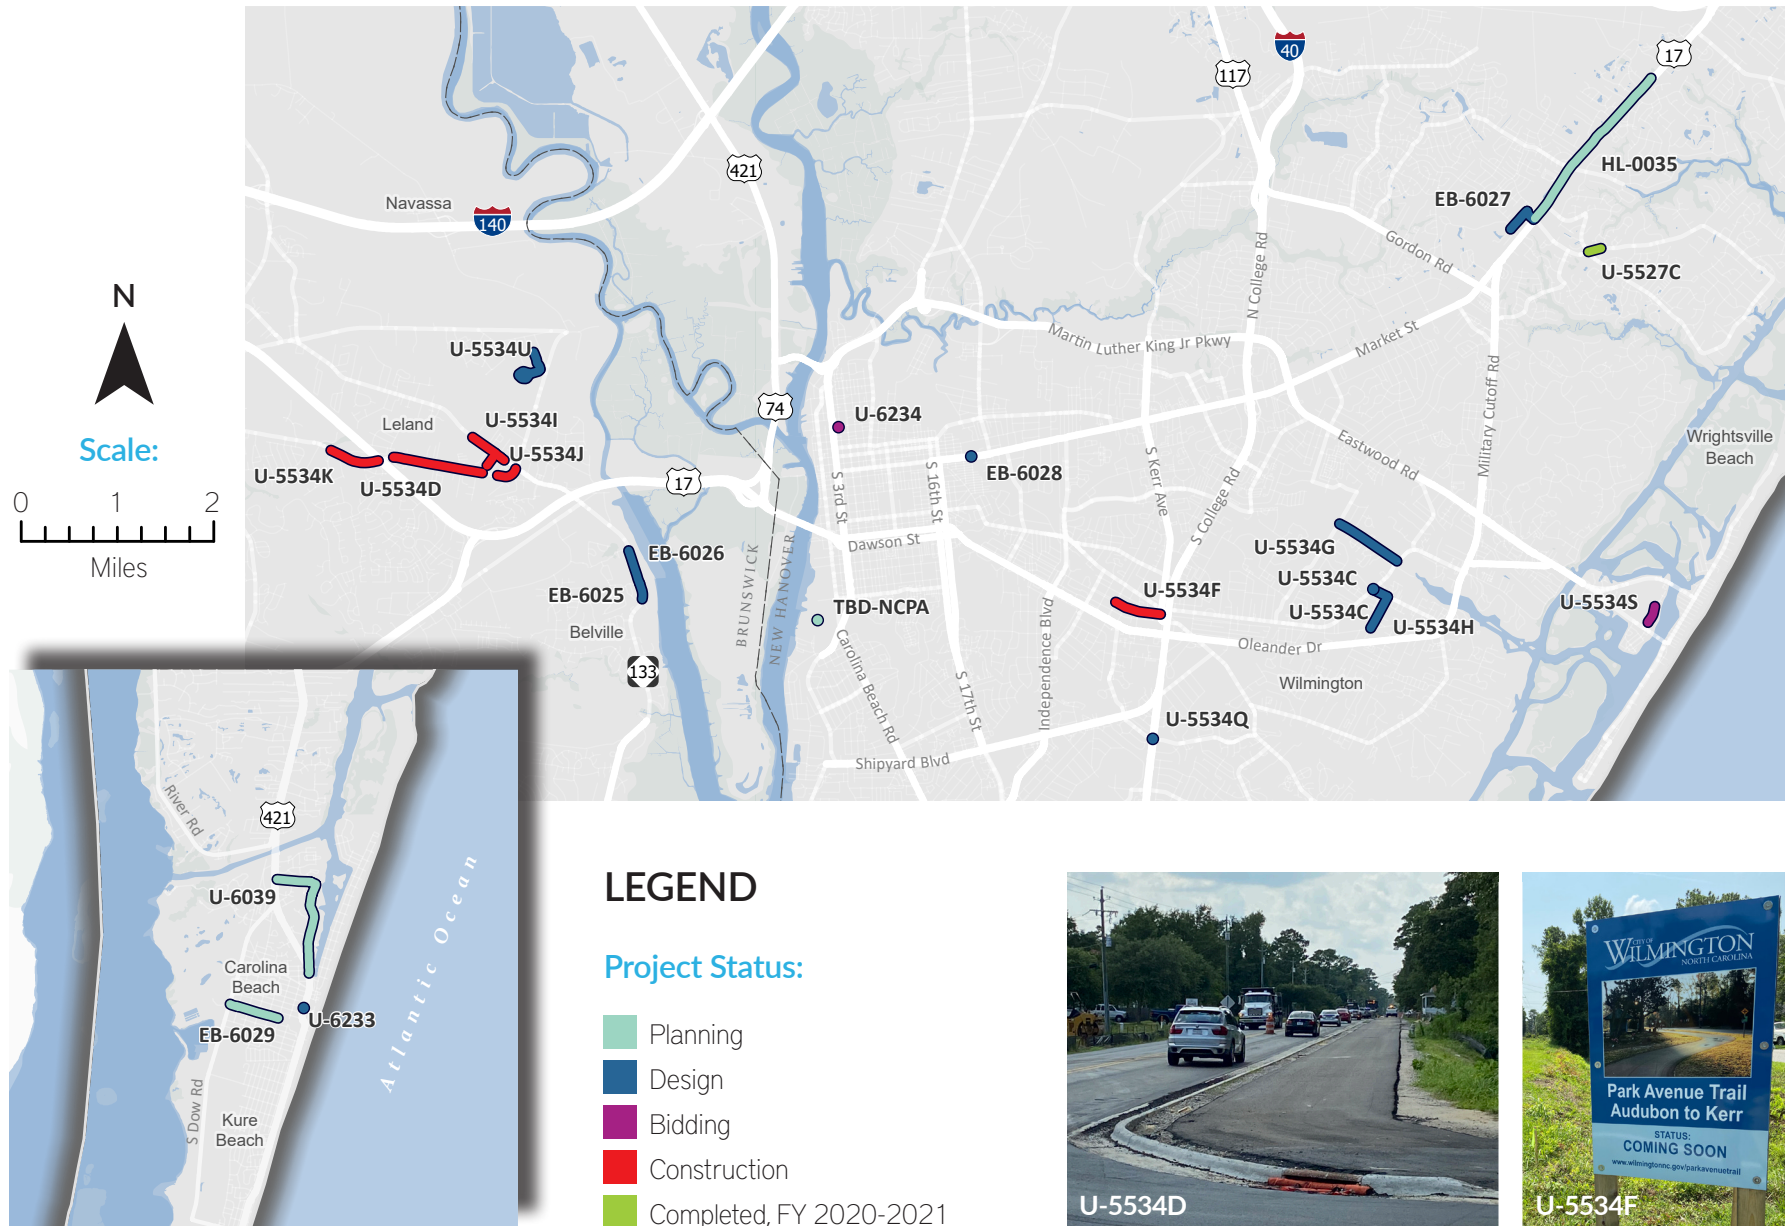 N
Scale:
0 1 2
Miles
17
40
117
HL-0035
421
EB-6027
Navassa
140
Gordon Rd
N College Rd
U-5527C
Martin Luther King Jr Pkwy
Market St
U-5534U
Military Cutoff Rd
74
U-5534I
U-6234
Leland
Eastwood Rd
Wrightsville
Beach
U-5534J
U-5534K
U-5534D
17
EB-6028
S 3rd St
S 16th St
S Kerr Ave
S College Rd
Dawson St
EB-6026
U-5534G
U-5534C
EB-6025
BRUNSWICK
NEW HANOVER
TBD-NCPA
U-5534F
U-5534C
U-5534H
U-5534S
Belville
Oleander Dr
133
Carolina Beach Rd
S 17th St
Independence Blvd
Wilmington
U-5534Q
Shipyard Blvd
River Rd
421
U-6039
Atlantic Ocean
Carolina
Beach
U-6233
EB-6029
S Dow Rd
Kure
Beach
LEGEND
Project Status:
Planning
Design
Bidding
Construction
Completed, FY 2020-2021
U-5534D
CITY OF
WILMINGTON
NORTH CAROLINA
Park Avenue Trail
Audubon to Kerr
STATUS:
COMING SOON
www.wilmingtonnc.gov/parkavenuetrail
U-5534F